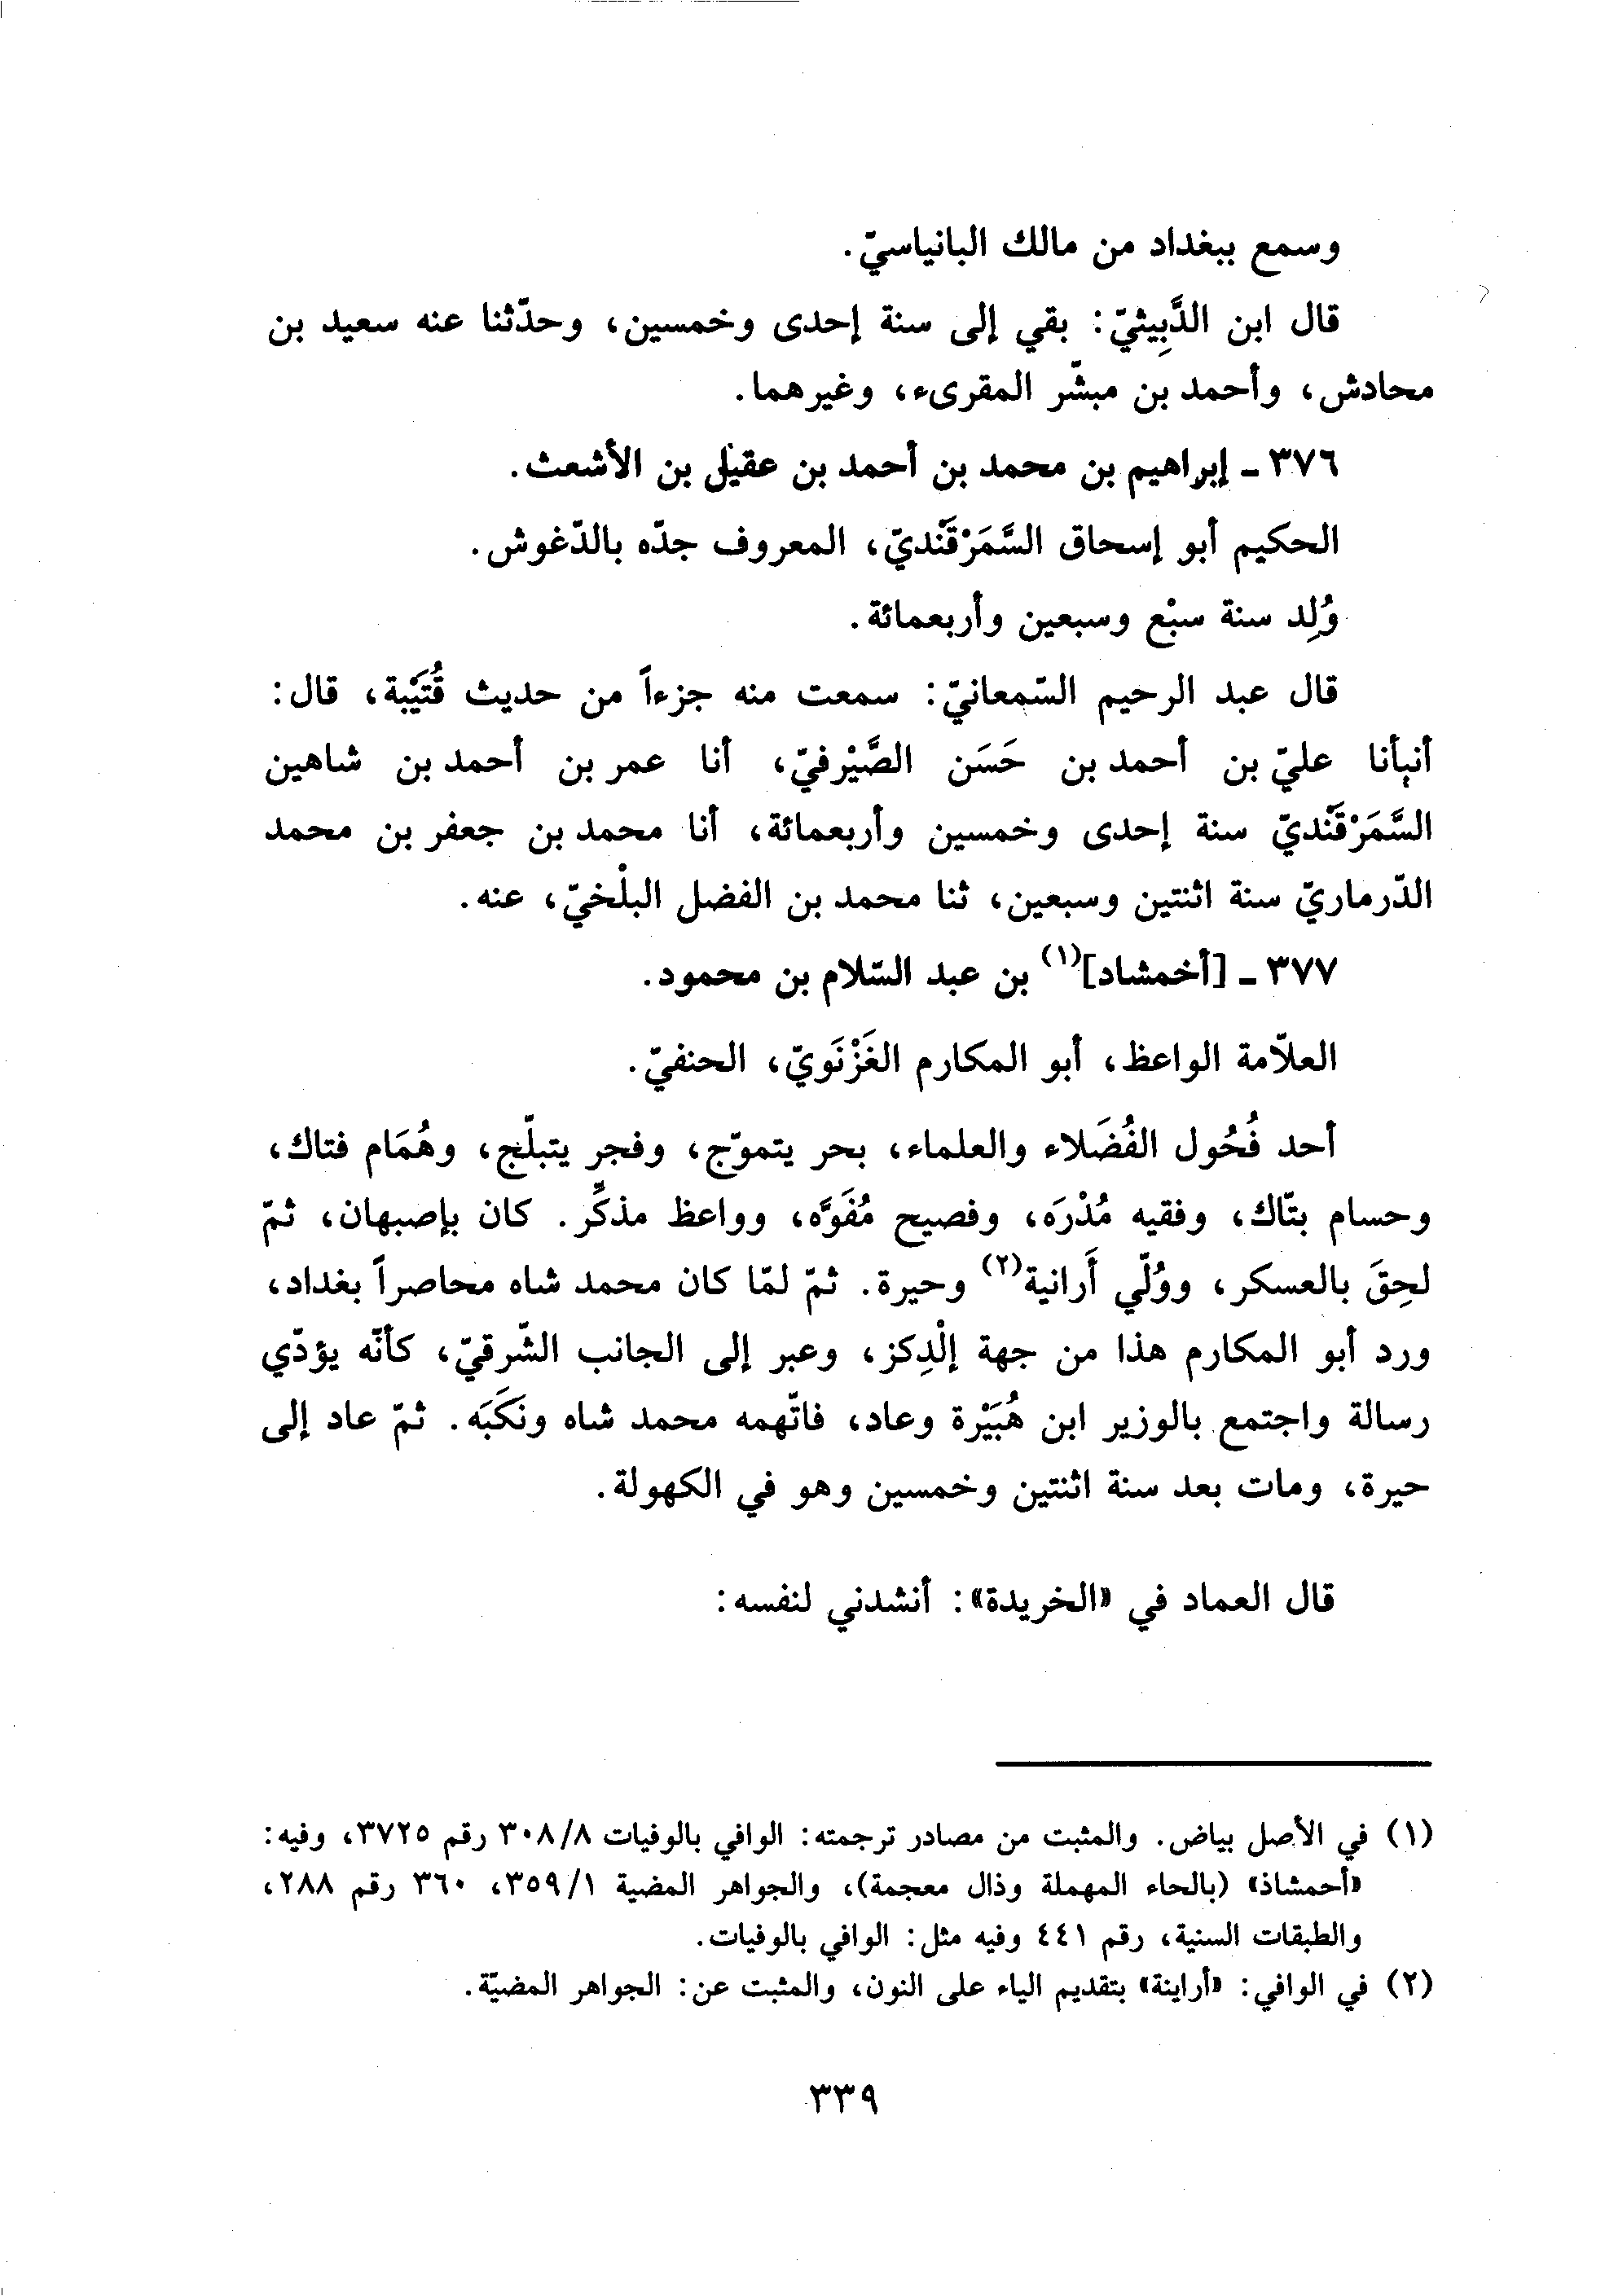 وسمع ببغداد من مالك البانياسيّ.
قال ابن الدَّبِيثيّ: بقي إلى سنة إحدى وخمسين، وحدّثنا عنه سعيد بن
محادش، وأحمد بن مبشّر المقرىء، وغيرهما.
٣٧٦ ـ إبراهيم بن محمد بن أحمد بن عقيل بن الأشعث.
الحكيم أبو إسحاق السَّمَرْقَنْديّ، المعروف جدّه بالدّغوش.
وُلِد سنة سبْع وسبعين وأربعمائة.
قال عبد الرحيم السّمعانيّ: سمعت منه جزءاً من حديث قُتَيْبة، قال:
أنبأنا عليّ بن أحمد بن حَسَن الصَّيْرفيّ، أنا عمر بن أحمد بن شاهين
السَّمَرْقَنْديّ سنة إحدى وخمسين وأربعمائة، أنا محمد بن جعفر بن محمد
الدّرماريّ سنة اثنتين وسبعين، ثنا محمد بن الفضل البلْخيّ، عنه.
٣٧٧ ـ [أخمشاد](١) بن عبد السّلام بن محمود.
العلاّمة الواعظ، أبو المكارم الغَزْنَويّ، الحنفيّ.
أحد فُحُول الفُضَلاء والعلماء، بحر يتموّج، وفجر يتبلّج، وهُمَام فتاك،
وحسام بتّاك، وفقيه مُدْرَه، وفصيح مُفَوَّه، وواعظ مذكِّر. كان بإصبهان، ثمّ
لحِقَ بالعسكر، ووُلّي أَرانية(٢) وحيرة. ثمّ لمّا كان محمد شاه محاصراً بغداد،
ورد أبو المكارم هذا من جهة إلْدِكز، وعبر إلى الجانب الشّرقيّ، كأنّه يؤدّي
رسالة واجتمع بالوزير ابن هُبَيْرة وعاد، فاتّهمه محمد شاه ونَكَبَه. ثمّ عاد إلى
حيرة، ومات بعد سنة اثنتين وخمسين وهو في الكهولة.
قال العماد في «الخريدة»: أنشدني لنفسه:
(١) في الأصل بياض. والمثبت من مصادر ترجمته: الوافي بالوفيات ٣٠٨/٨ رقم ٣٧٢٥، وفيه:
«أحمشاذ» (بالحاء المهملة وذال معجمة)، والجواهر المضية ٣٥٩/١، ٣٦٠ رقم ٢٨٨،
والطبقات السنية، رقم ٤٤١ وفيه مثل: الوافي بالوفيات.
(٢) في الوافي: «أراينة» بتقديم الياء على النون، والمثبت عن: الجواهر المضيّة.
٣٣٩